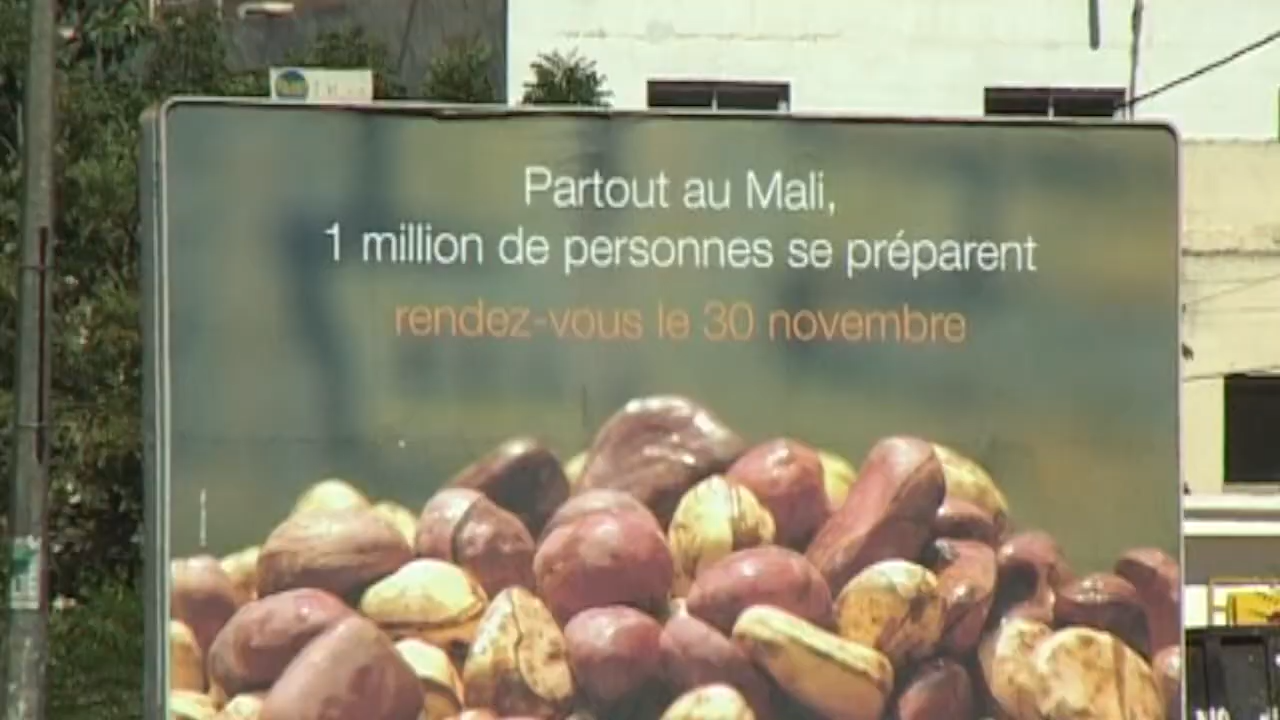 Partout au Mali,
1 million de personnes se préparent
rendez-vous le 30 novembre